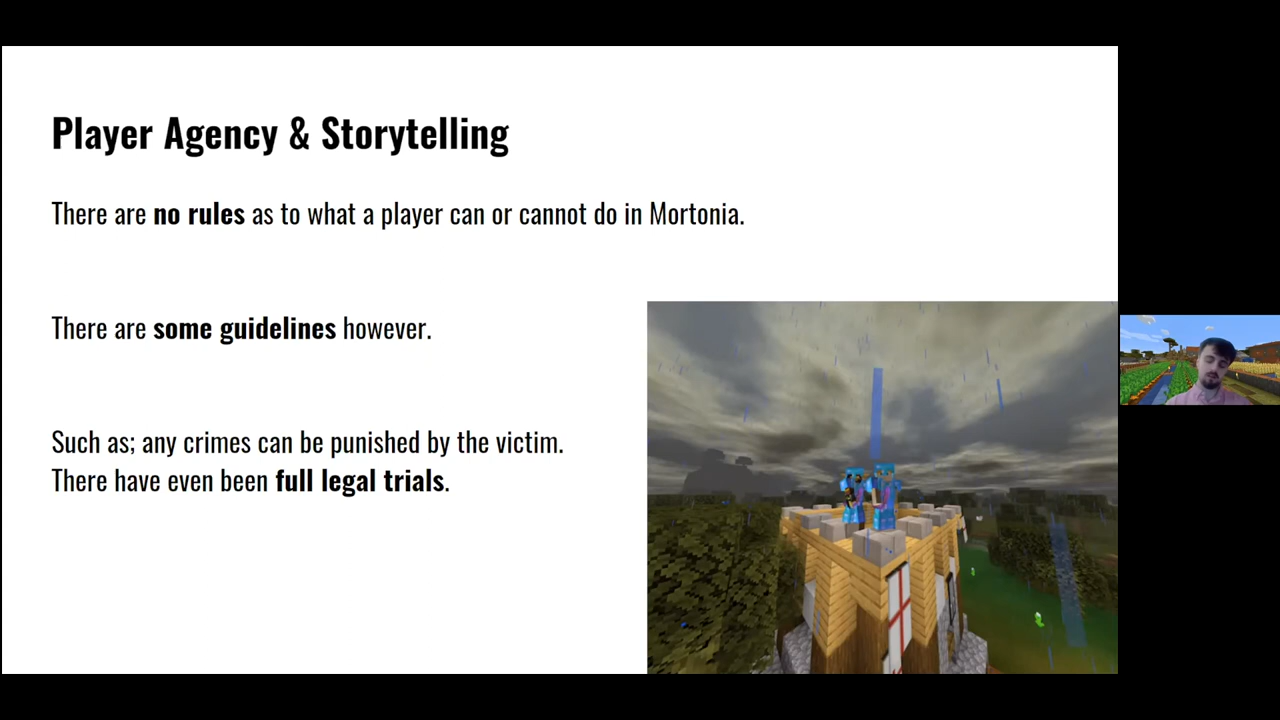 Player Agency & Storytelling
There are no rules as to what a player can or cannot do in Mortonia.
There are some guidelines however.
Such as; any crimes can be punished by the victim.
There have even been full legal trials.